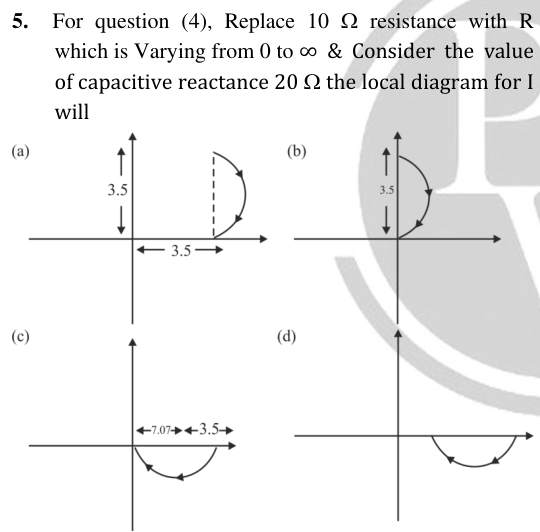 5. For question (4), Replace 10 Ω resistance with R
which is Varying from 0 to ∞ & Consider the value
of capacitive reactance 20 Ω the local diagram for I
will
(a)
3.5
3.5
(b)
3.5
(c)
7.07
3.5
(d)